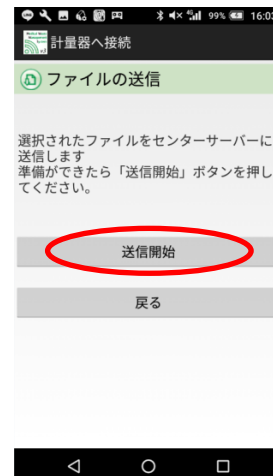 99% 16:03
計量器へ接続
ファイルの送信
選択されたファイルをセンターサーバーに
送信します
準備ができたら「送信開始」ボタンを押し
てください。
送信開始
戻る